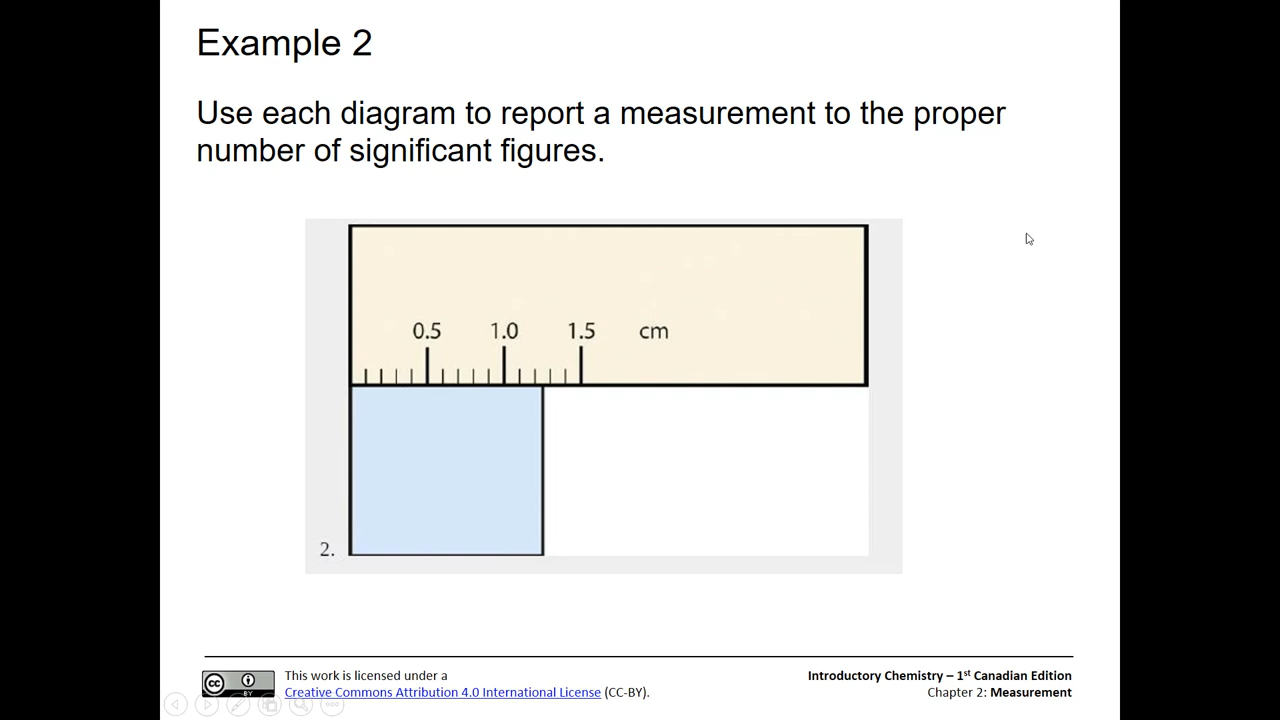 Example 2
Use each diagram to report a measurement to the proper
number of significant figures.
0.5 1.0 1.5 cm
2.
This work is licensed under a
Creative Commons Attribution 4.0 International License (CC-BY).
Introductory Chemistry – 1st Canadian Edition
Chapter 2: Measurement
CC
BY